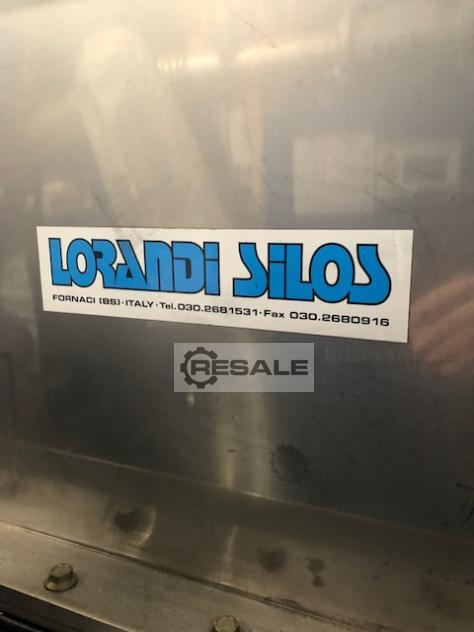 LORANDI SILOS
FORNACI (BS)·ITALY·Tel.030.2681531·Fax 030.2680916
RESALE